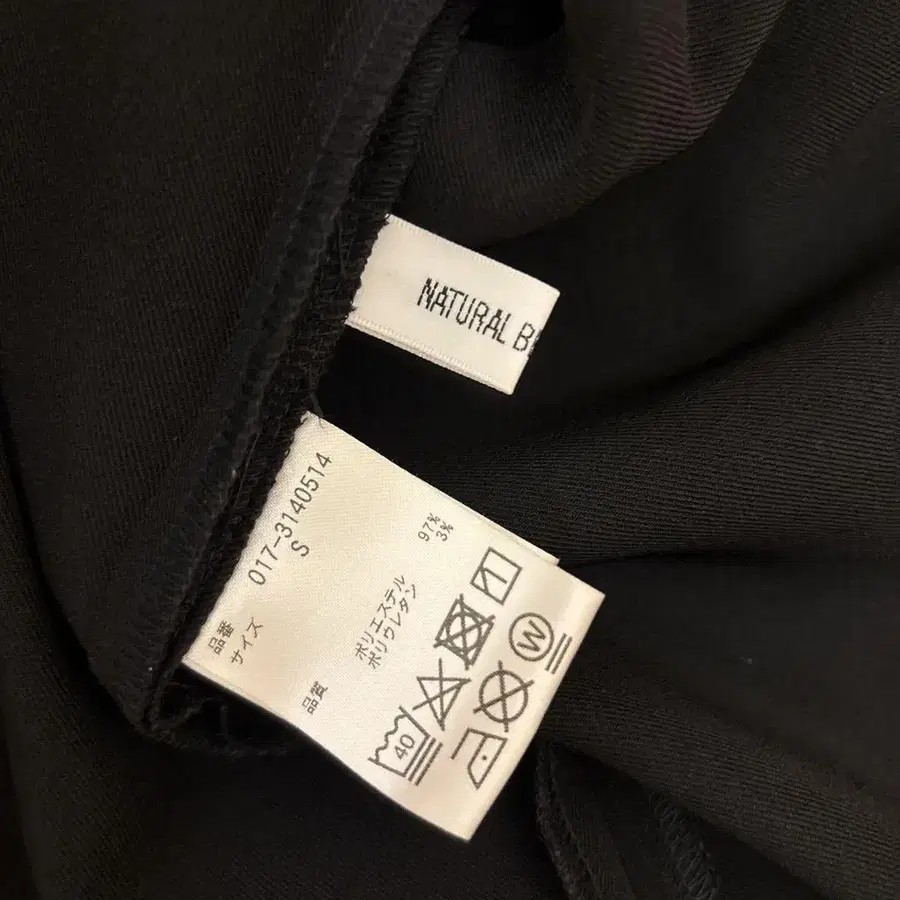 NATURAL B
品番 017-3140514
サイズ S
品質 ポリエステル 97%
ポリウレタン 3%
40
W